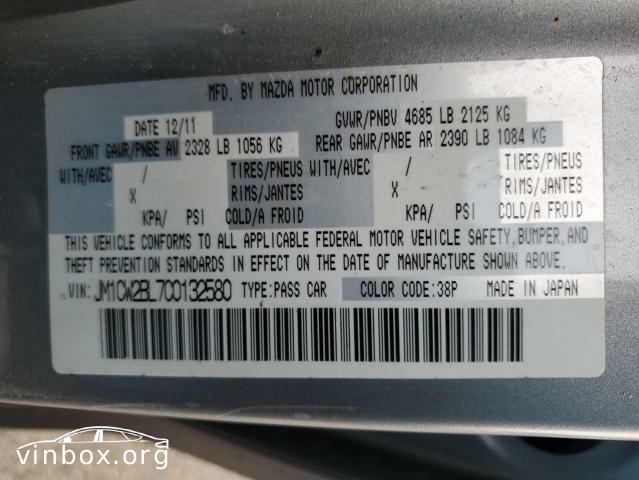 MFD. BY MAZDA MOTOR CORPORATION
DATE 12/11 GVWR/PNBV 4685 LB 2125 KG
FRONT GAWR/PNBE AV 2328 LB 1056 KG REAR GAWR/PNBE AR 2390 LB 1084 KG
WITH/AVEC / TIRES/PNEUS WITH/AVEC / TIRES/PNEUS
X RIMS/JANTES X RIMS/JANTES
KPA/ PSI COLD/A FROID KPA/ PSI COLD/A FROID
THIS VEHICLE CONFORMS TO ALL APPLICABLE FEDERAL MOTOR VEHICLE SAFETY, BUMPER, AND
THEFT PREVENTION STANDARDS IN EFFECT ON THE DATE OF MANUFACTURE SHOWN ABOVE.
VIN: JM1CW2BL7C0132580 TYPE:PASS CAR COLOR CODE:38P MADE IN JAPAN
vinbox.org